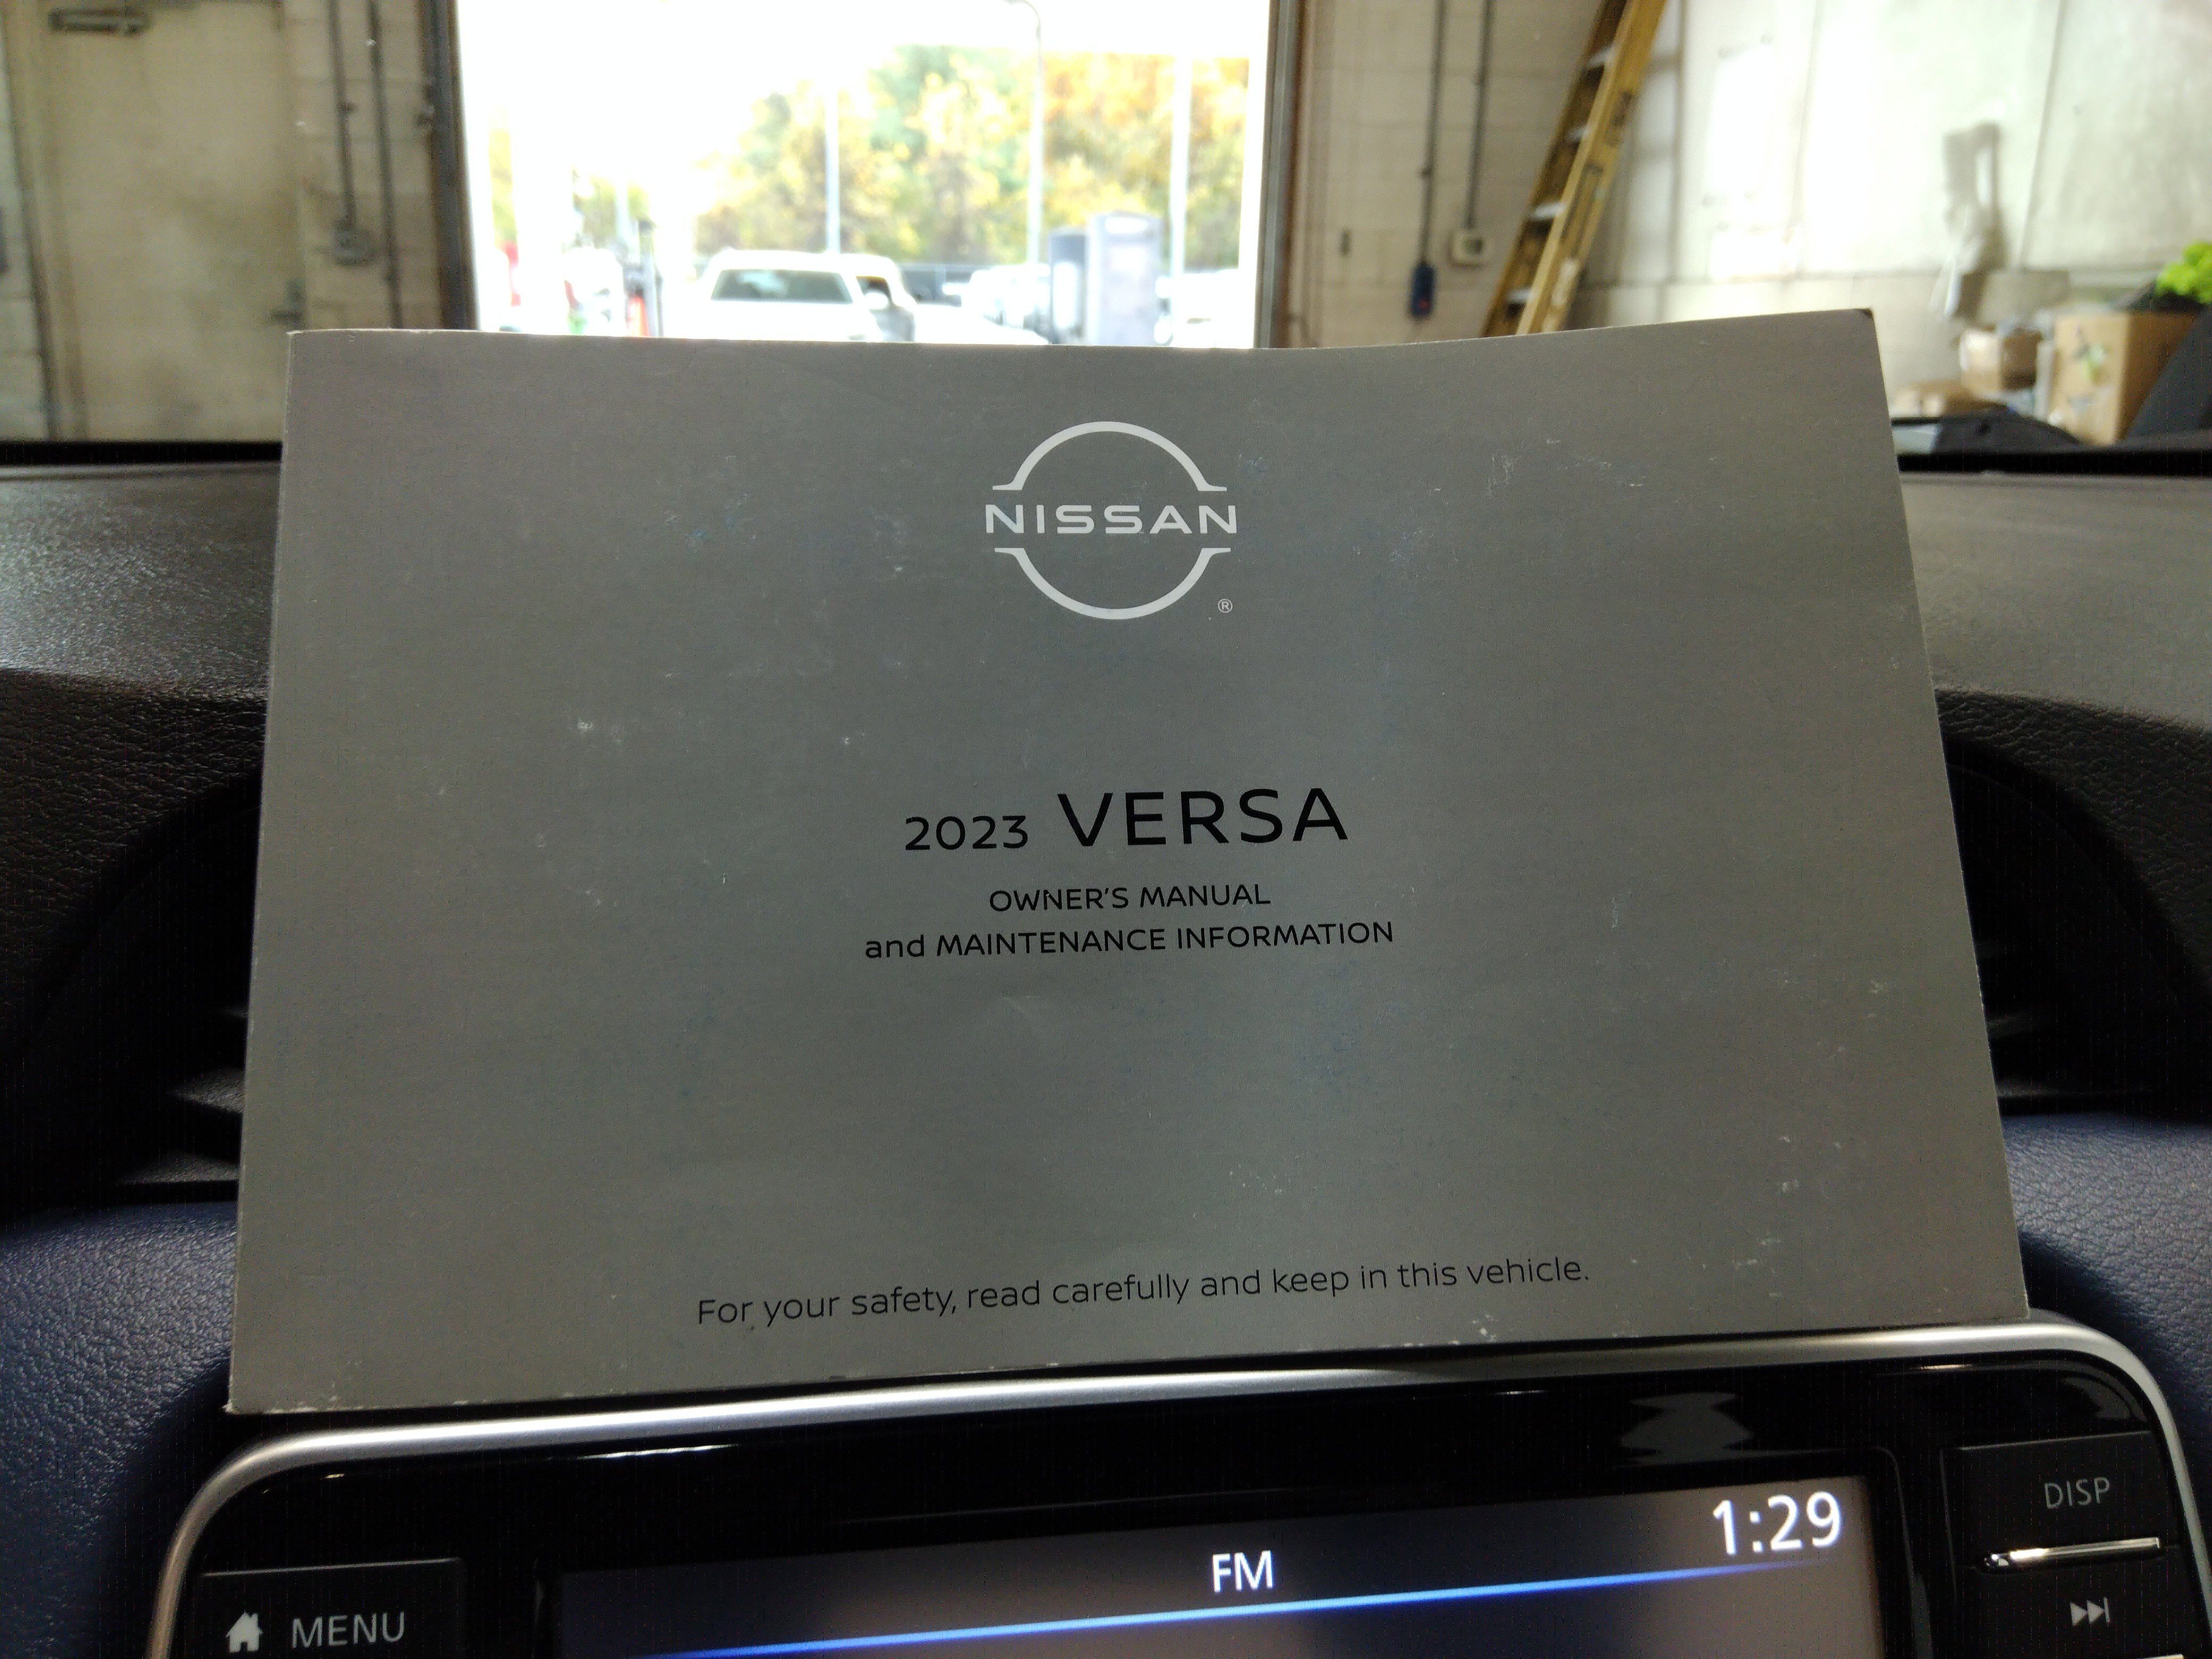 NISSAN
®
2023 VERSA
OWNER'S MANUAL
and MAINTENANCE INFORMATION
For your safety, read carefully and keep in this vehicle.
DISP
1:29
FM
MENU